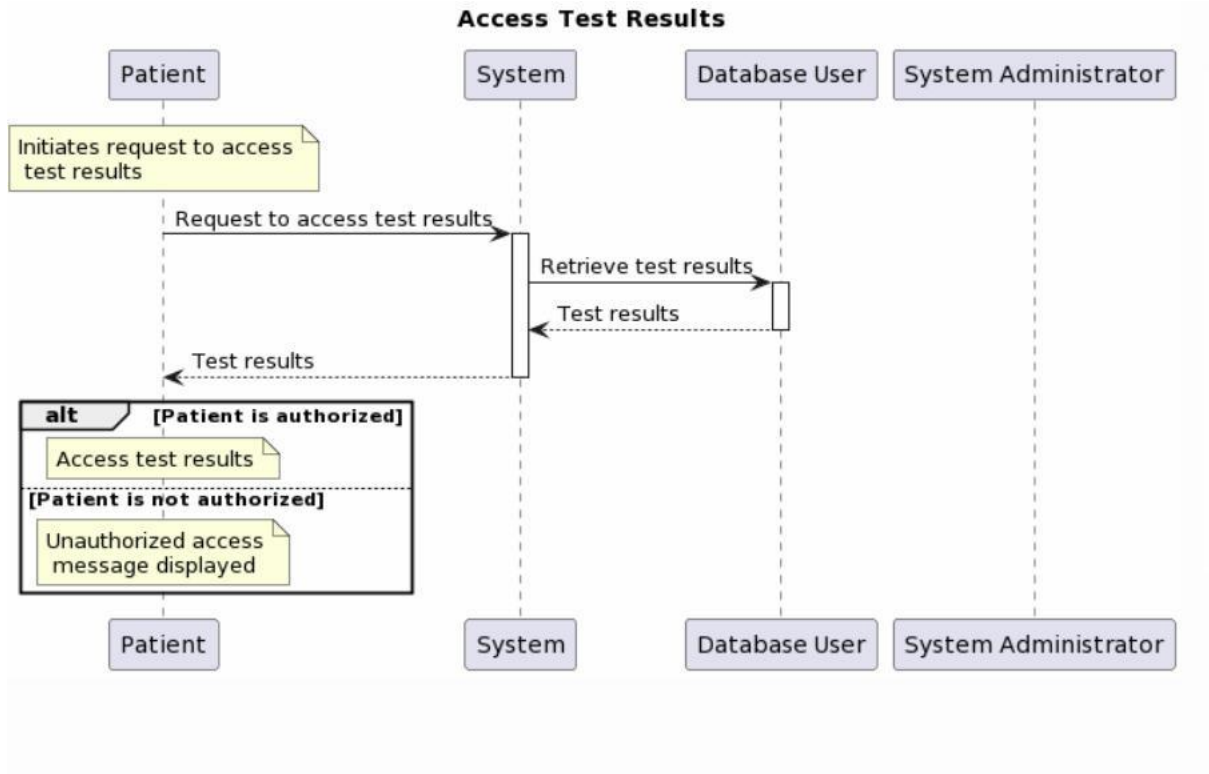 Access Test Results
Patient
System
Database User
System Administrator
Initiates request to access
test results
Request to access test results
Retrieve test results
Test results
Test results
alt
[Patient is authorized]
Access test results
[Patient is not authorized]
Unauthorized access
message displayed
Patient
System
Database User
System Administrator